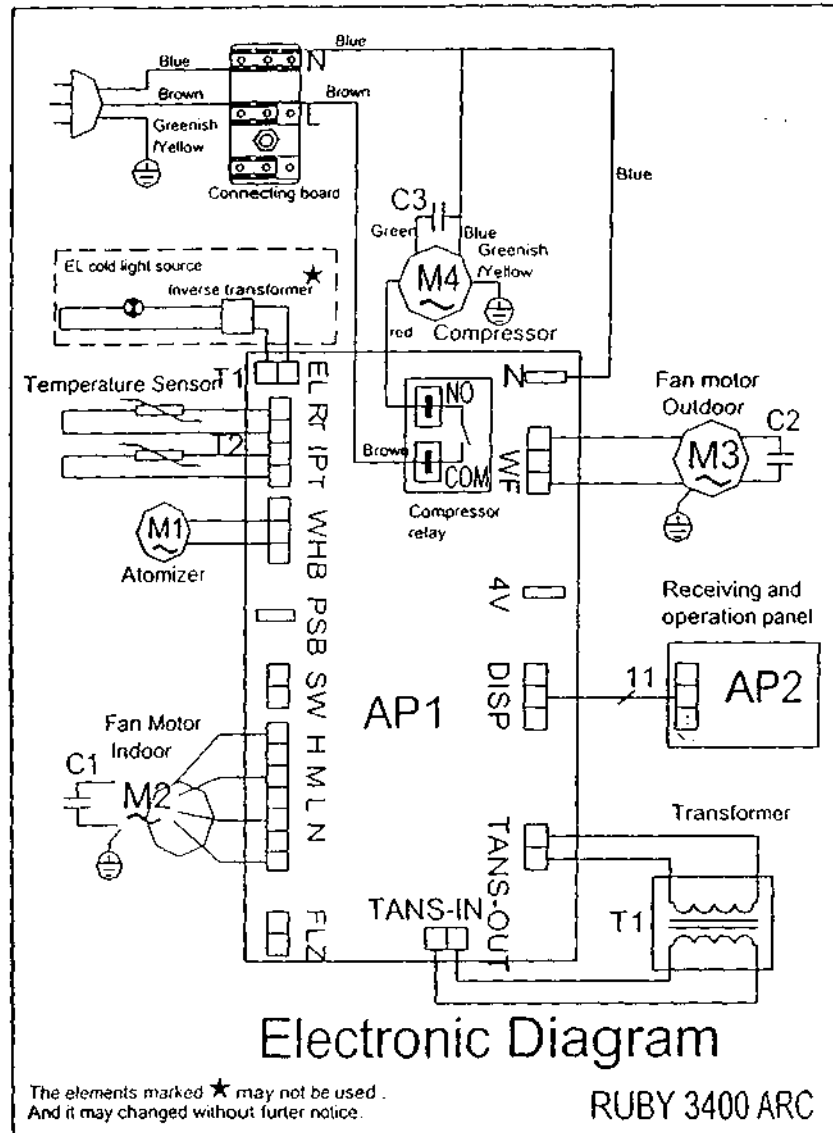 Blue
N
Blue
Brown
Brown
L
Greenish
/Yellow
Connecting board
Blue
C3
Green
Blue
Greenish
/Yellow
M4
Compressor
red
EL cold light source
★
Inverse transformer
T1
EL
N
Temperature Sensor
RT
NO
Fan motor
Outdoor
C2
T2
IPT
Brown
COM
WF
M3
Compressor
relay
M1
WHB
Atomizer
4V
Receiving and
operation panel
PSB
SW
AP1
DISP
11
AP2
Fan Motor
Indoor
H
C1
M2
M
L
N
Transformer
TANS-OUT
TANS-IN
T1
FLZ
Electronic Diagram
The elements marked ★ may not be used .
And it may changed without furter notice.
RUBY 3400 ARC